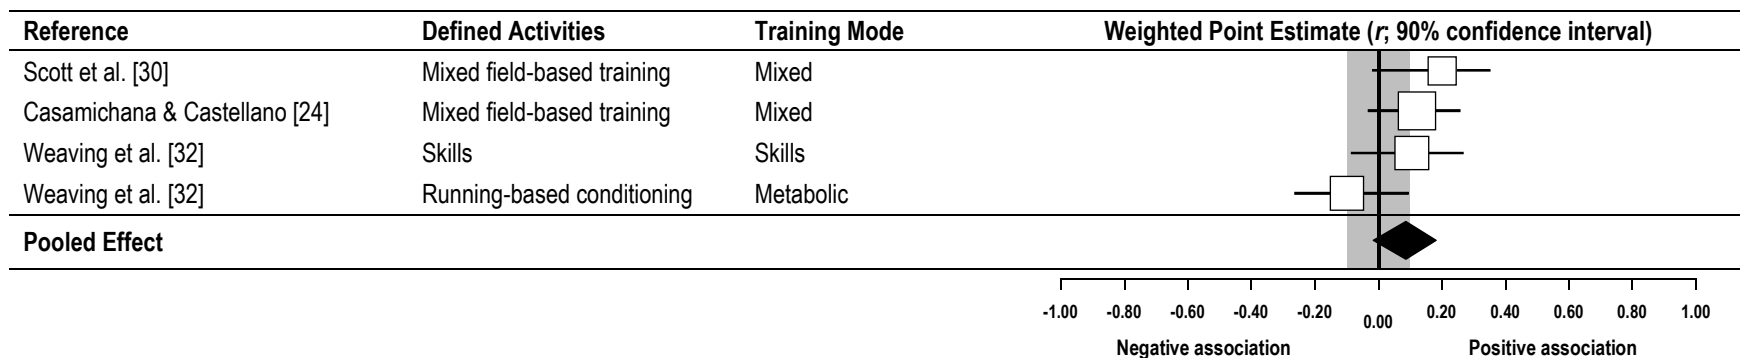 Reference Defined Activities Training Mode Weighted Point Estimate (r; 90% confidence interval)
Scott et al. [30] Mixed field-based training Mixed
Casamichana & Castellano [24] Mixed field-based training Mixed
Weaving et al. [32] Skills Skills
Weaving et al. [32] Running-based conditioning Metabolic
Pooled Effect
-1.00 -0.80 -0.60 -0.40 -0.20 0.00 0.20 0.40 0.60 0.80 1.00
Negative association Positive association